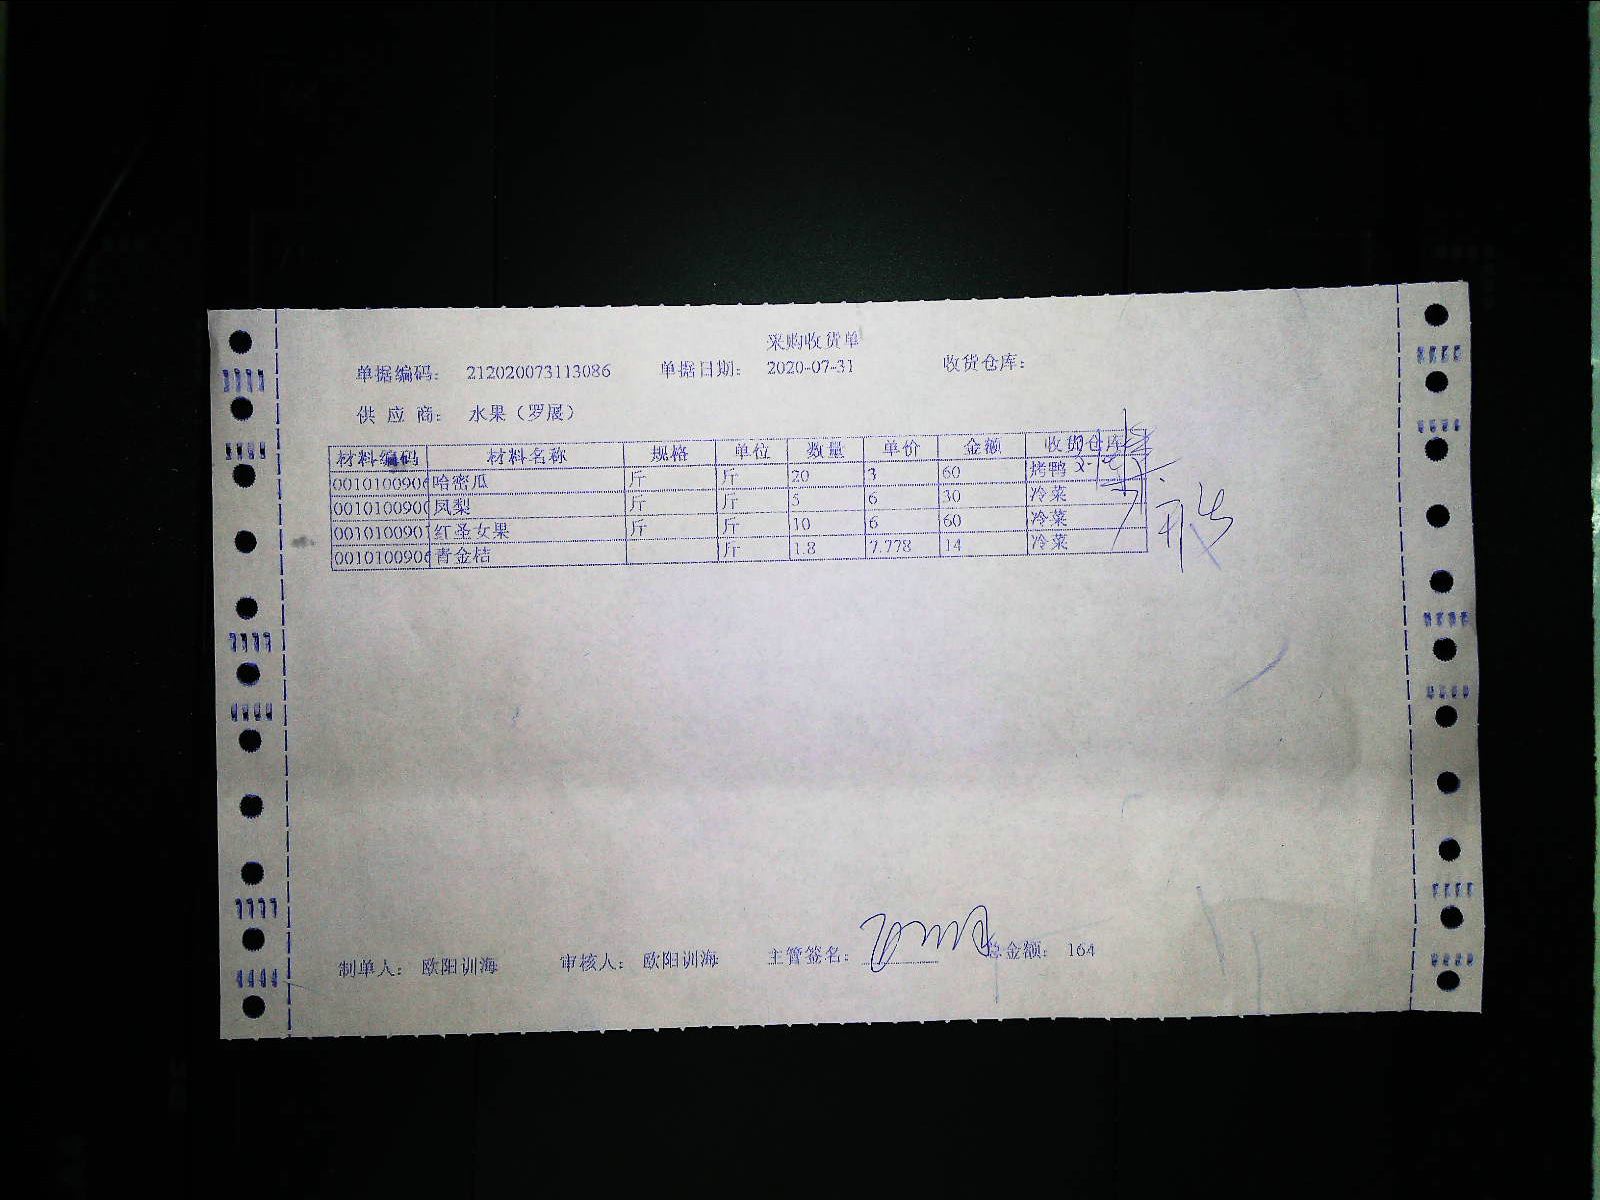 采购收货单
单据编码: 212020073113086 单据日期: 2020-07-31 收货仓库:
供 应 商: 水果（罗展）
材料编码 材料名称 规格 单位 数量 单价 金额 收货仓库
0010100906 哈密瓜 斤 斤 20 3 60 烤鸭
0010100900 凤梨 斤 斤 5 6 30 冷菜
0010100901 红圣女果 斤 斤 10 6 60 冷菜
0010100906 青金桔 斤 1.8 7.778 14 冷菜
制单人: 欧阳训海 审核人: 欧阳训海 主管签名: 总金额: 164